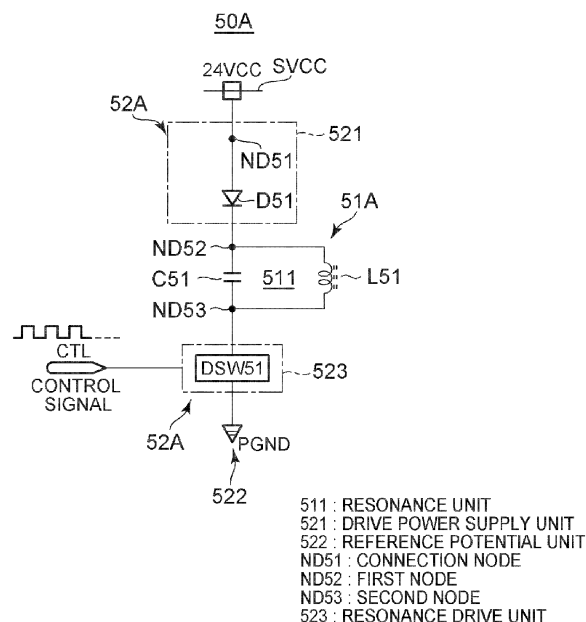 50A
24VCC
SVCC
52A
521
ND51
D51
51A
ND52
C51
511
L51
ND53
CTL
CONTROL
SIGNAL
DSW51
523
52A
PGND
522
511 : RESONANCE UNIT
521 : DRIVE POWER SUPPLY UNIT
522 : REFERENCE POTENTIAL UNIT
ND51 : CONNECTION NODE
ND52 : FIRST NODE
ND53 : SECOND NODE
523 : RESONANCE DRIVE UNIT